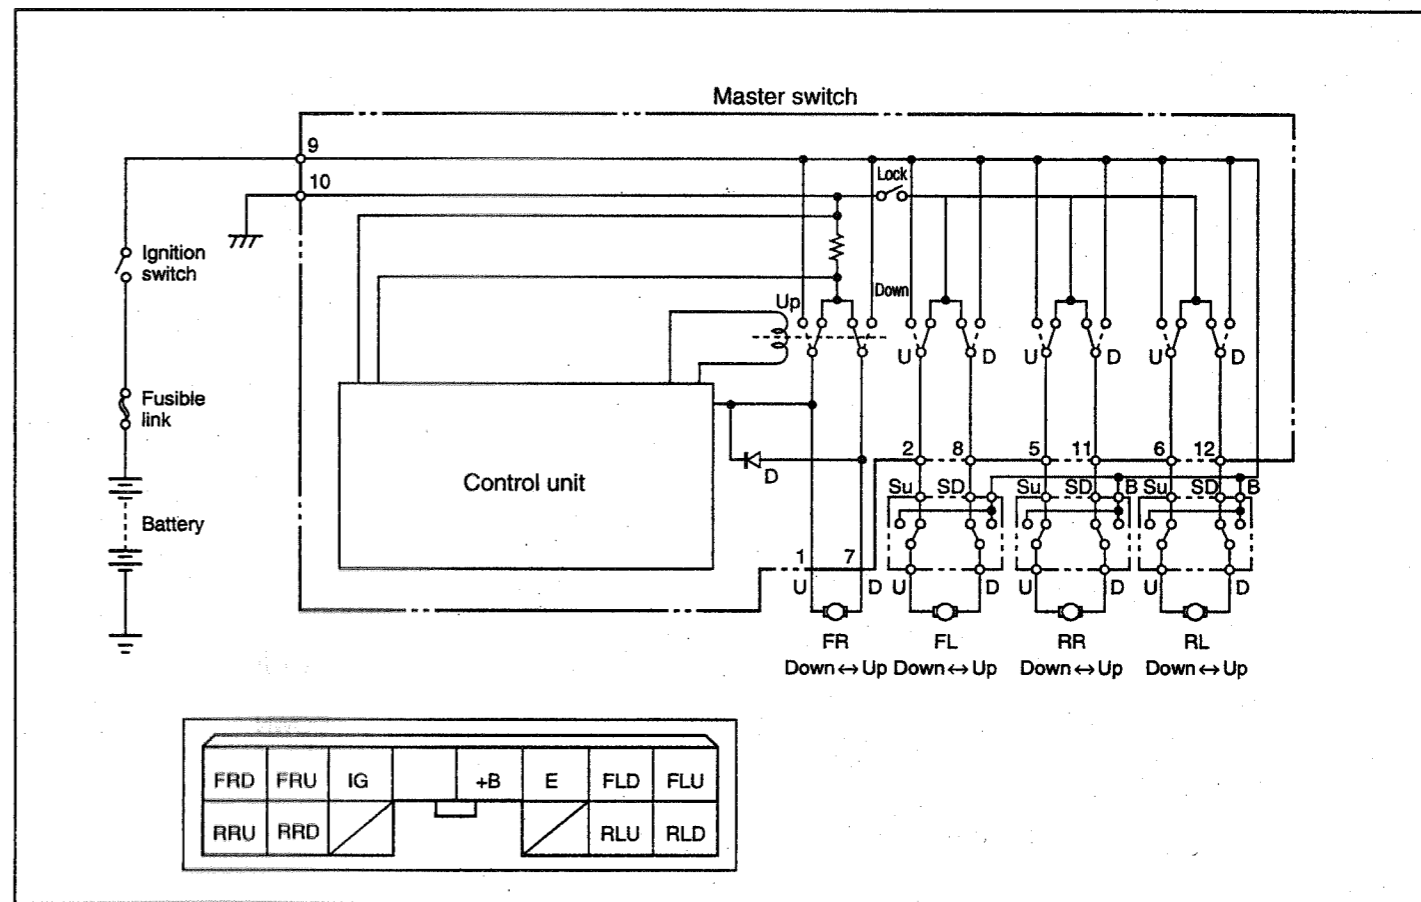 Master switch
9
10
Lock
Ignition
switch
Up
Down
U D U D U D
Fusible
link
2 8 5 11 6 12
Control unit
D
Su SD Su SD B Su SD B
Battery
1 7
U D U D U D U D
FR FL RR RL
Down ↔ Up Down ↔ Up Down ↔ Up Down ↔ Up
FRD FRU IG +B E FLD FLU
RRU RRD RLU RLD